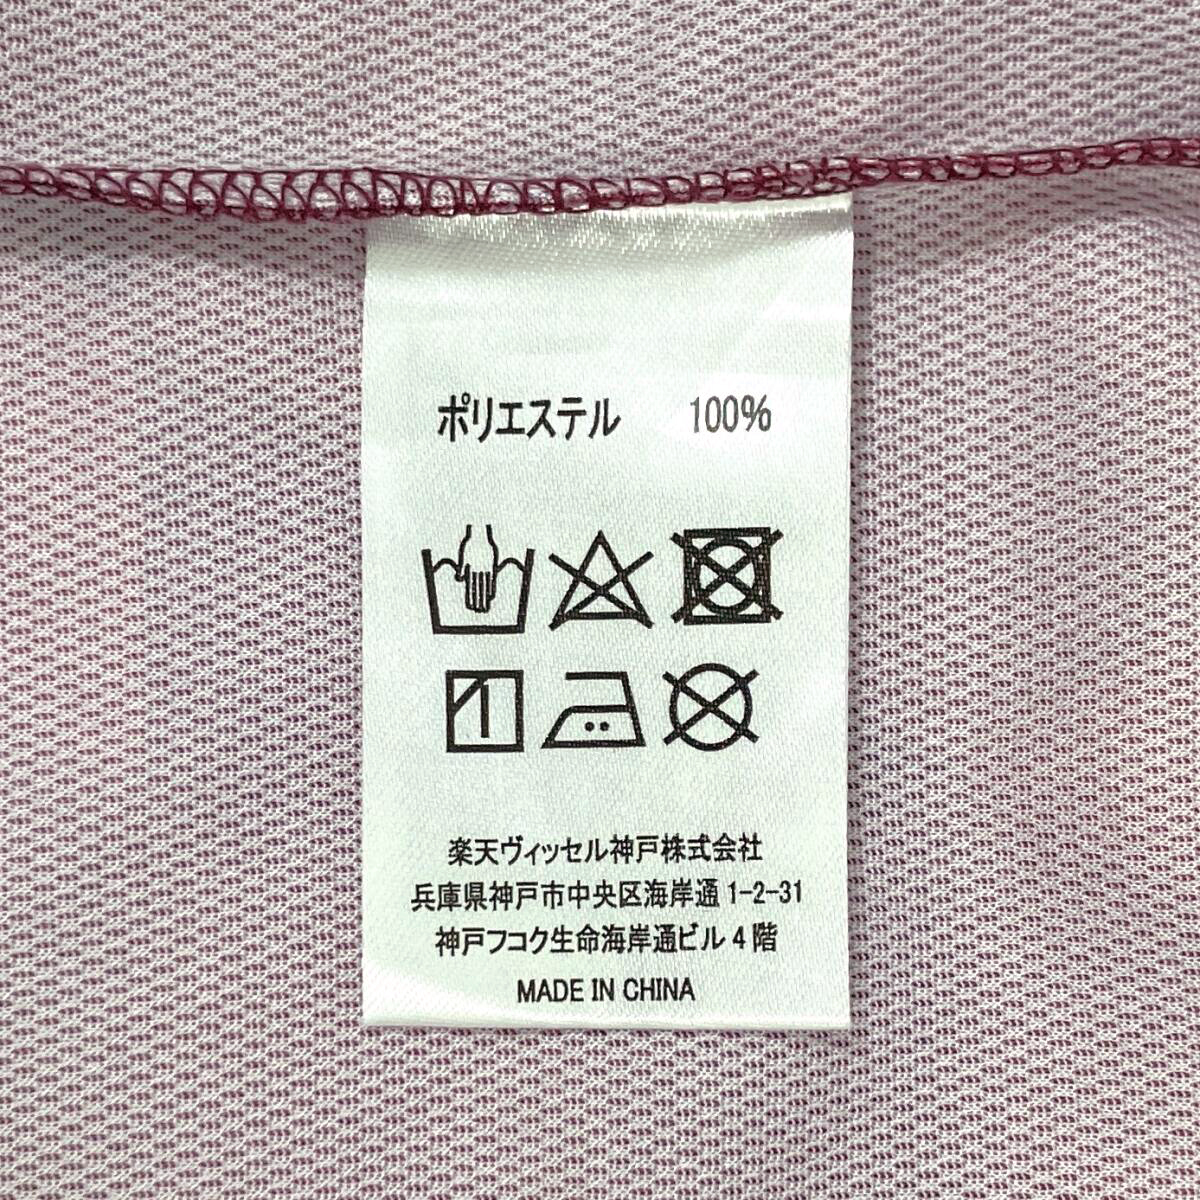 ポリエステル 100%
楽天ヴィッセル神戸株式会社
兵庫県神戸市中央区海岸通 1-2-31
神戸フコク生命海岸通ビル 4 階
MADE IN CHINA